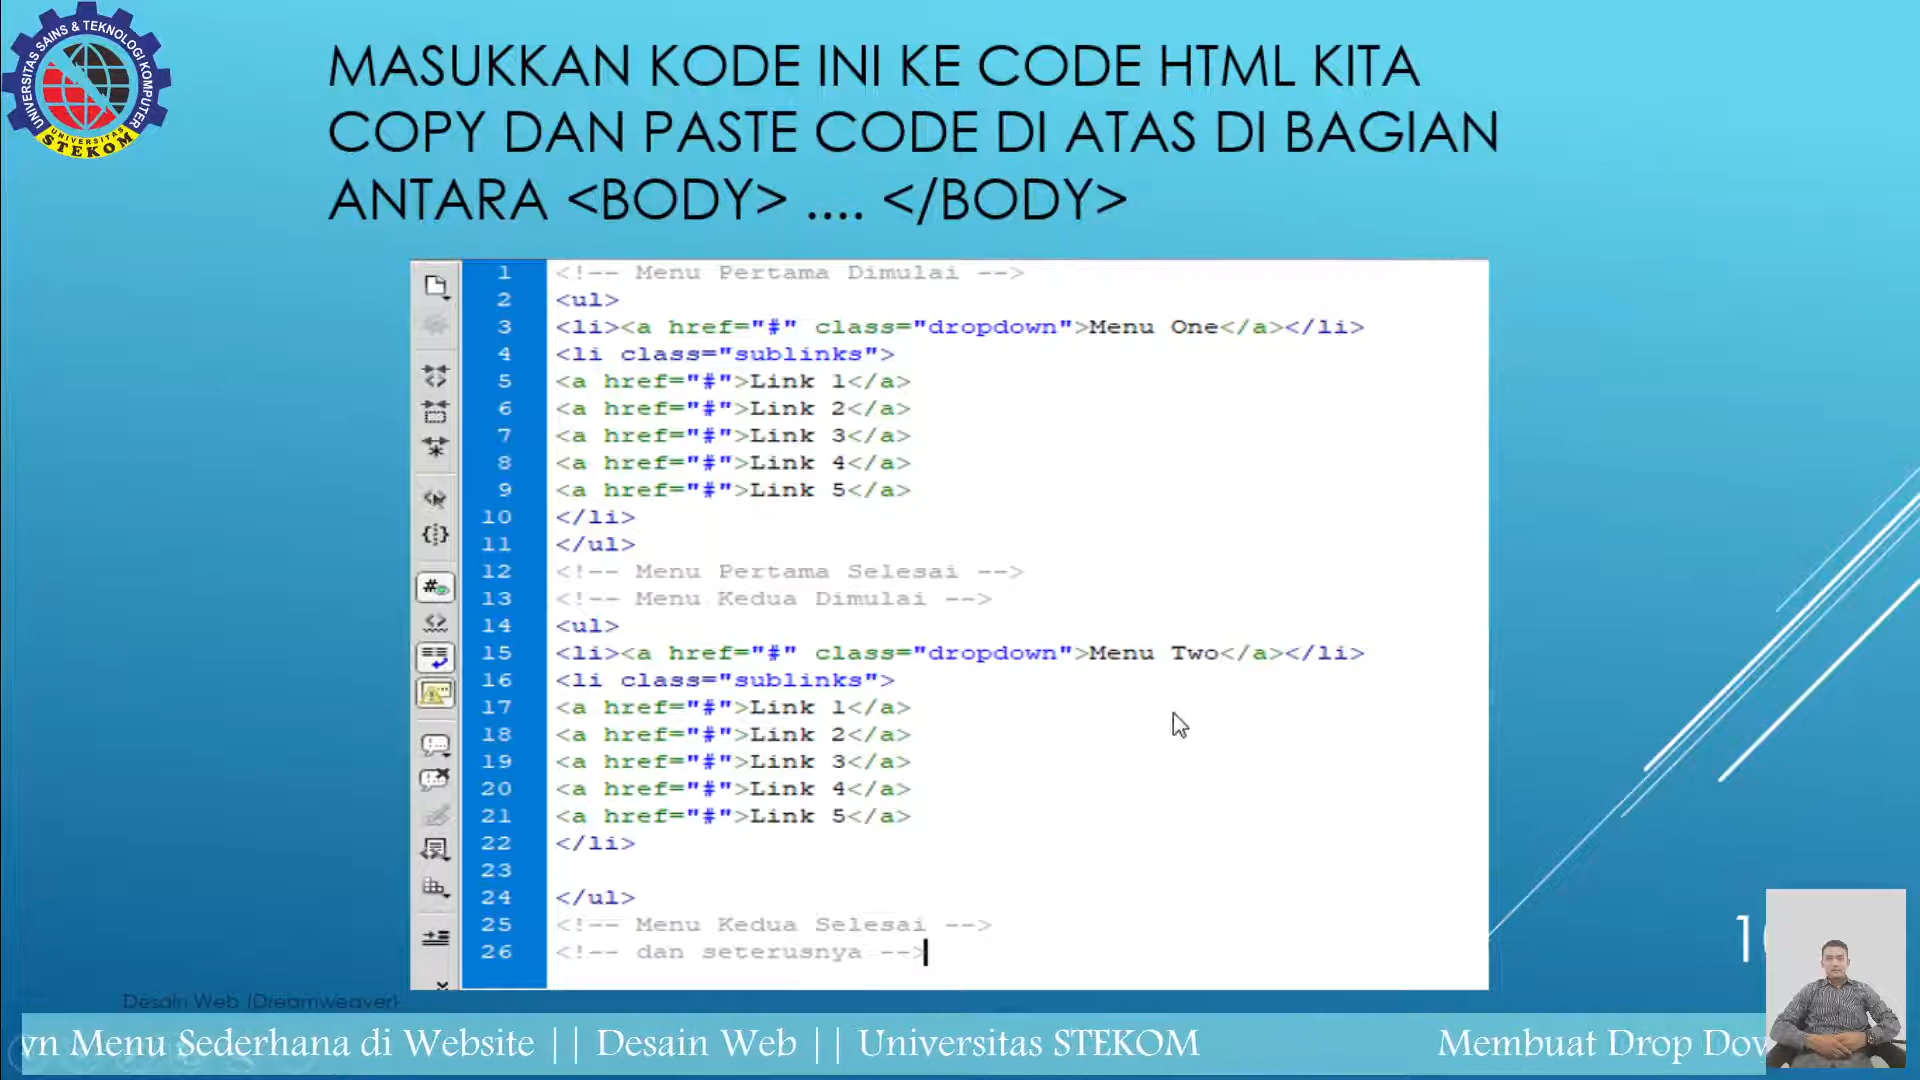 UNIVERSITAS SAINS & TEKNOLOGI KOMPUTER
UNIVERSITAS
STEKOM
MASUKKAN KODE INI KE CODE HTML KITA
COPY DAN PASTE CODE DI ATAS DI BAGIAN
ANTARA <BODY> .... </BODY>
1 <!-- Menu Pertama Dimulai -->
2 <ul>
3 <li><a href="#" class="dropdown">Menu One</a></li>
4 <li class="sublinks">
5 <a href="#">Link 1</a>
6 <a href="#">Link 2</a>
7 <a href="#">Link 3</a>
8 <a href="#">Link 4</a>
9 <a href="#">Link 5</a>
10 </li>
11 </ul>
12 <!-- Menu Pertama Selesai -->
13 <!-- Menu Kedua Dimulai -->
14 <ul>
15 <li><a href="#" class="dropdown">Menu Two</a></li>
16 <li class="sublinks">
17 <a href="#">Link 1</a>
18 <a href="#">Link 2</a>
19 <a href="#">Link 3</a>
20 <a href="#">Link 4</a>
21 <a href="#">Link 5</a>
22 </li>
23
24 </ul>
25 <!-- Menu Kedua Selesai -->
26 <!-- dan seterusnya -->
Desain Web (Dreamweaver)
vn Menu Sederhana di Website || Desain Web || Universitas STEKOM Membuat Drop Dov